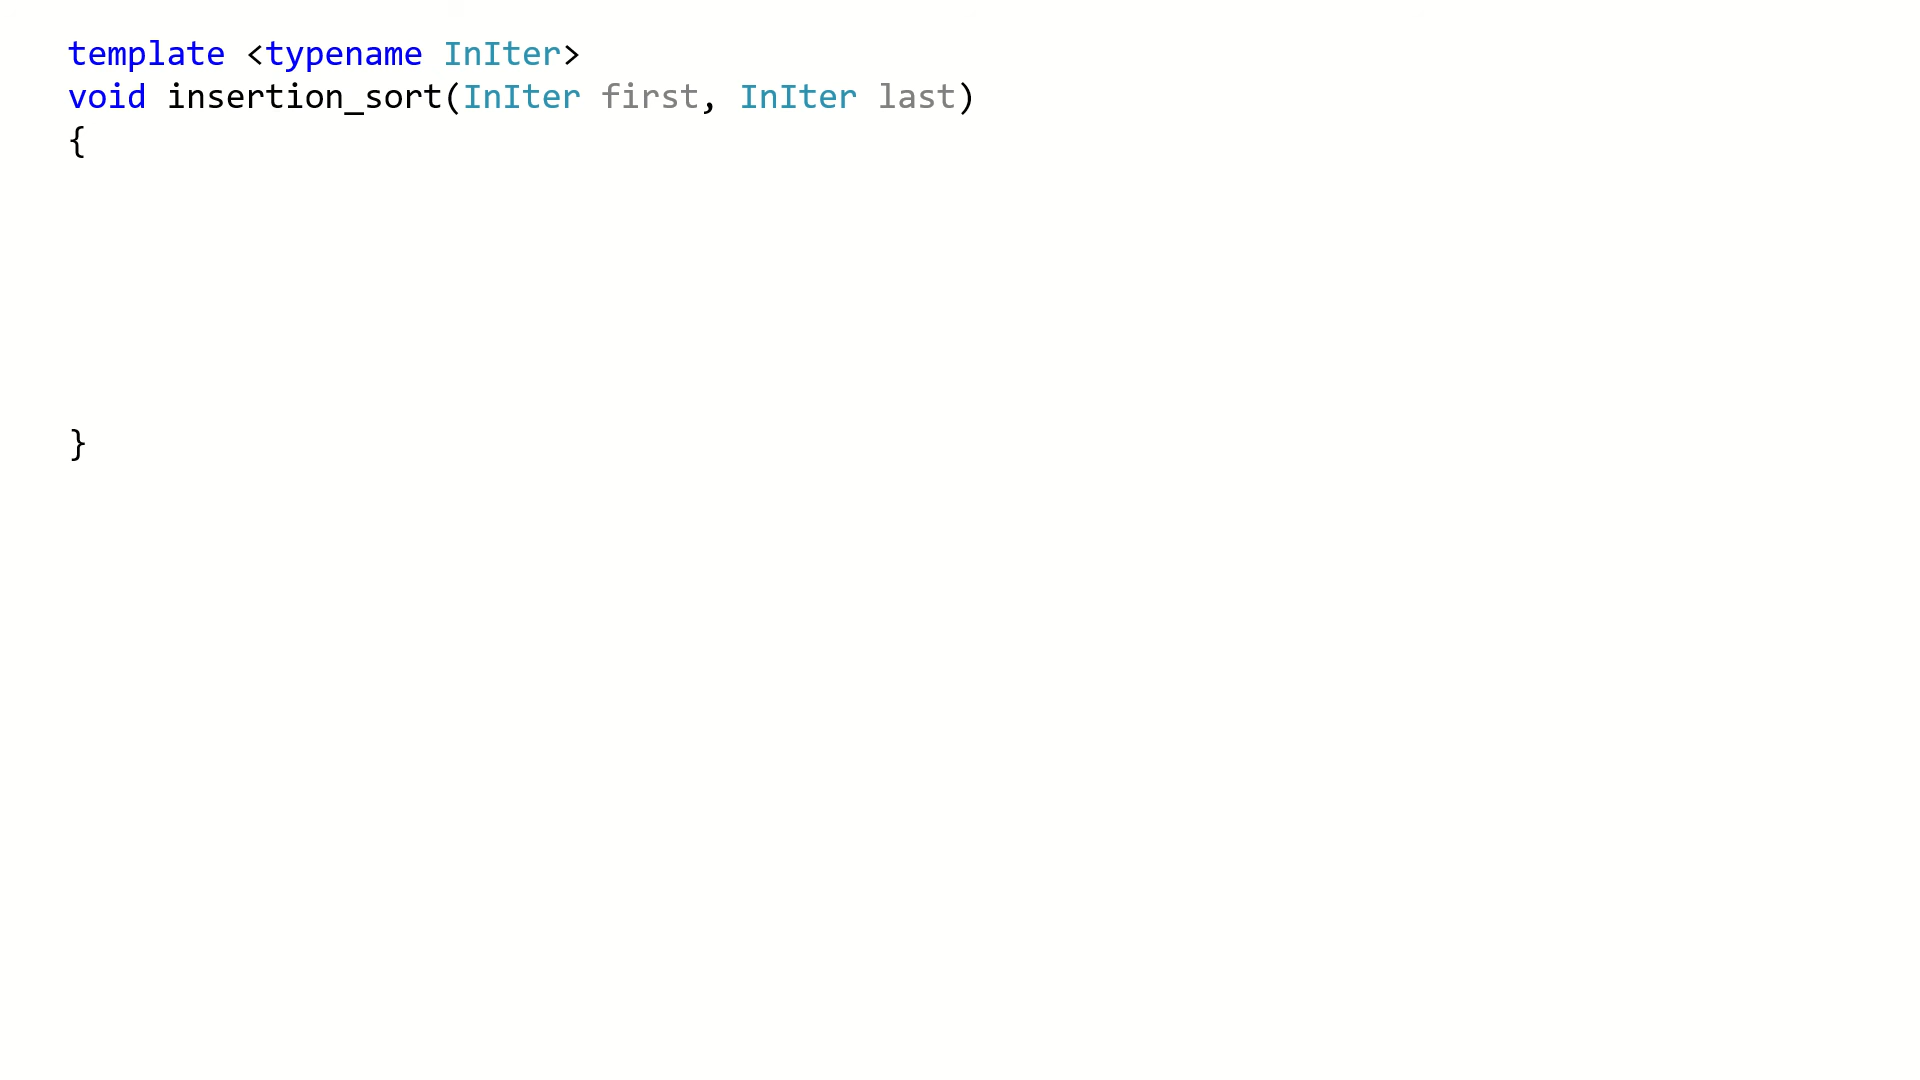 template <typename InIter>
void insertion_sort(InIter first, InIter last)
{
}